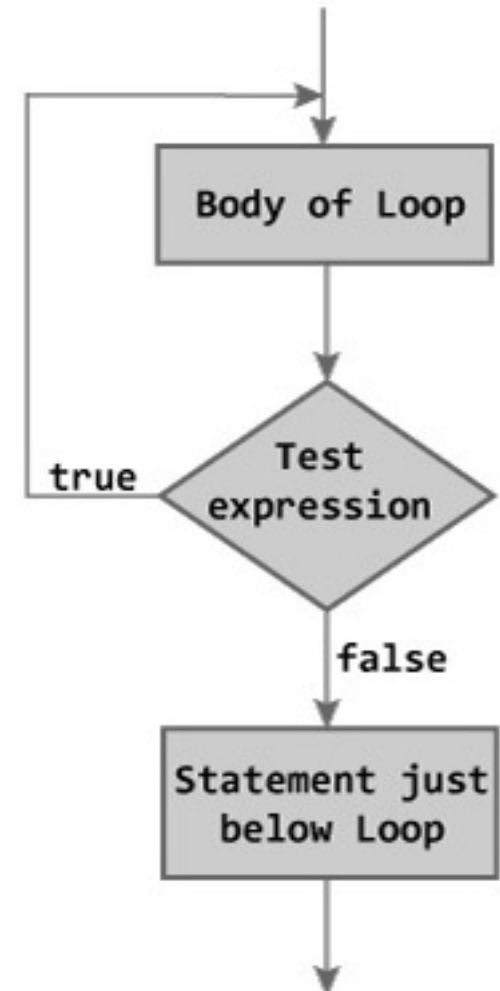 Body of Loop
Test
expression
true
false
Statement just
below Loop